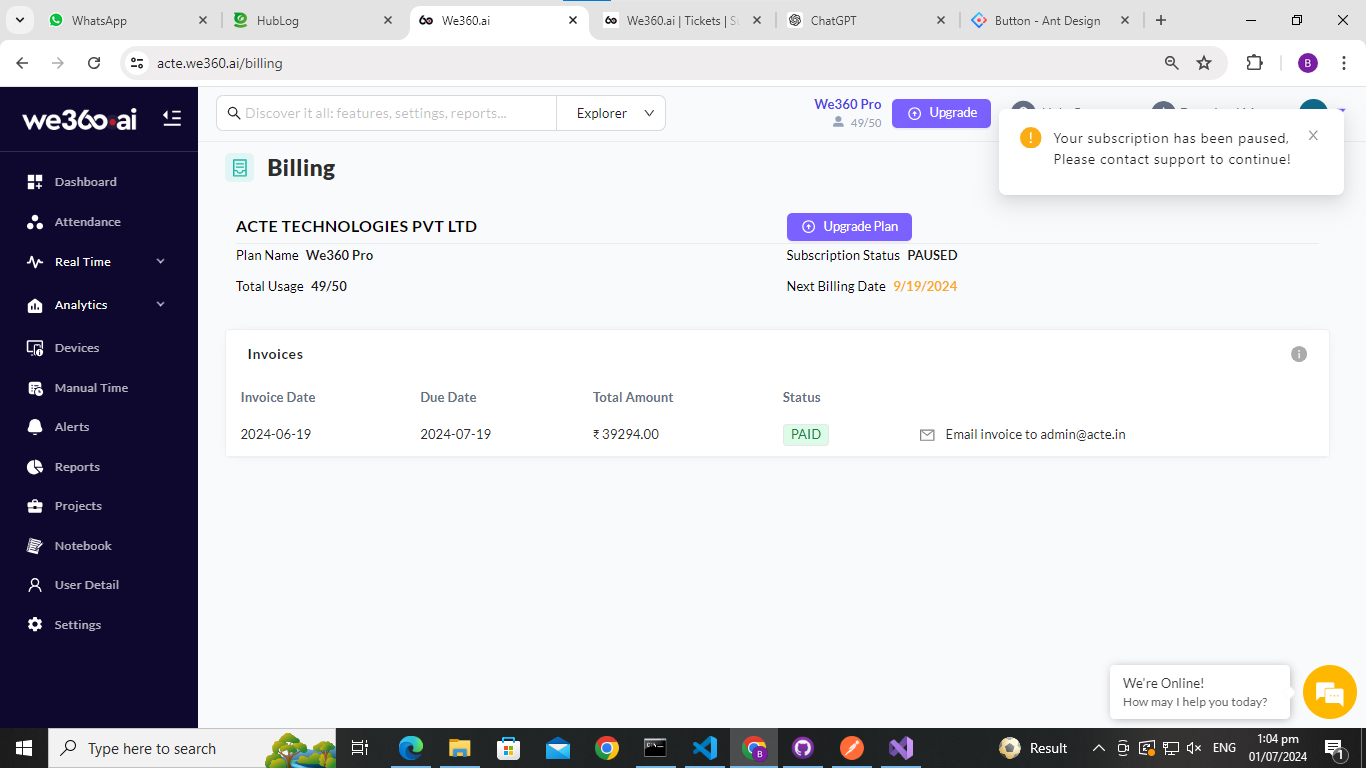 WhatsApp
HubLog
We360.ai
We360.ai | Tickets | Su
ChatGPT
Button - Ant Design
acte.we360.ai/billing
B
we360.ai
Discover it all: features, settings, reports...
Explorer
We360 Pro
49/50
Upgrade
Your subscription has been paused,
Please contact support to continue!
Dashboard
Attendance
Real Time
Analytics
Devices
Manual Time
Alerts
Reports
Projects
Notebook
User Detail
Settings
Billing
ACTE TECHNOLOGIES PVT LTD
Upgrade Plan
Plan Name We360 Pro
Subscription Status PAUSED
Total Usage 49/50
Next Billing Date 9/19/2024
Invoices
Invoice Date Due Date Total Amount Status
2024-06-19 2024-07-19 ₹ 39294.00 PAID Email invoice to admin@acte.in
We're Online!
How may I help you today?
Type here to search
B
Result
ENG
1:04 pm
01/07/2024
1